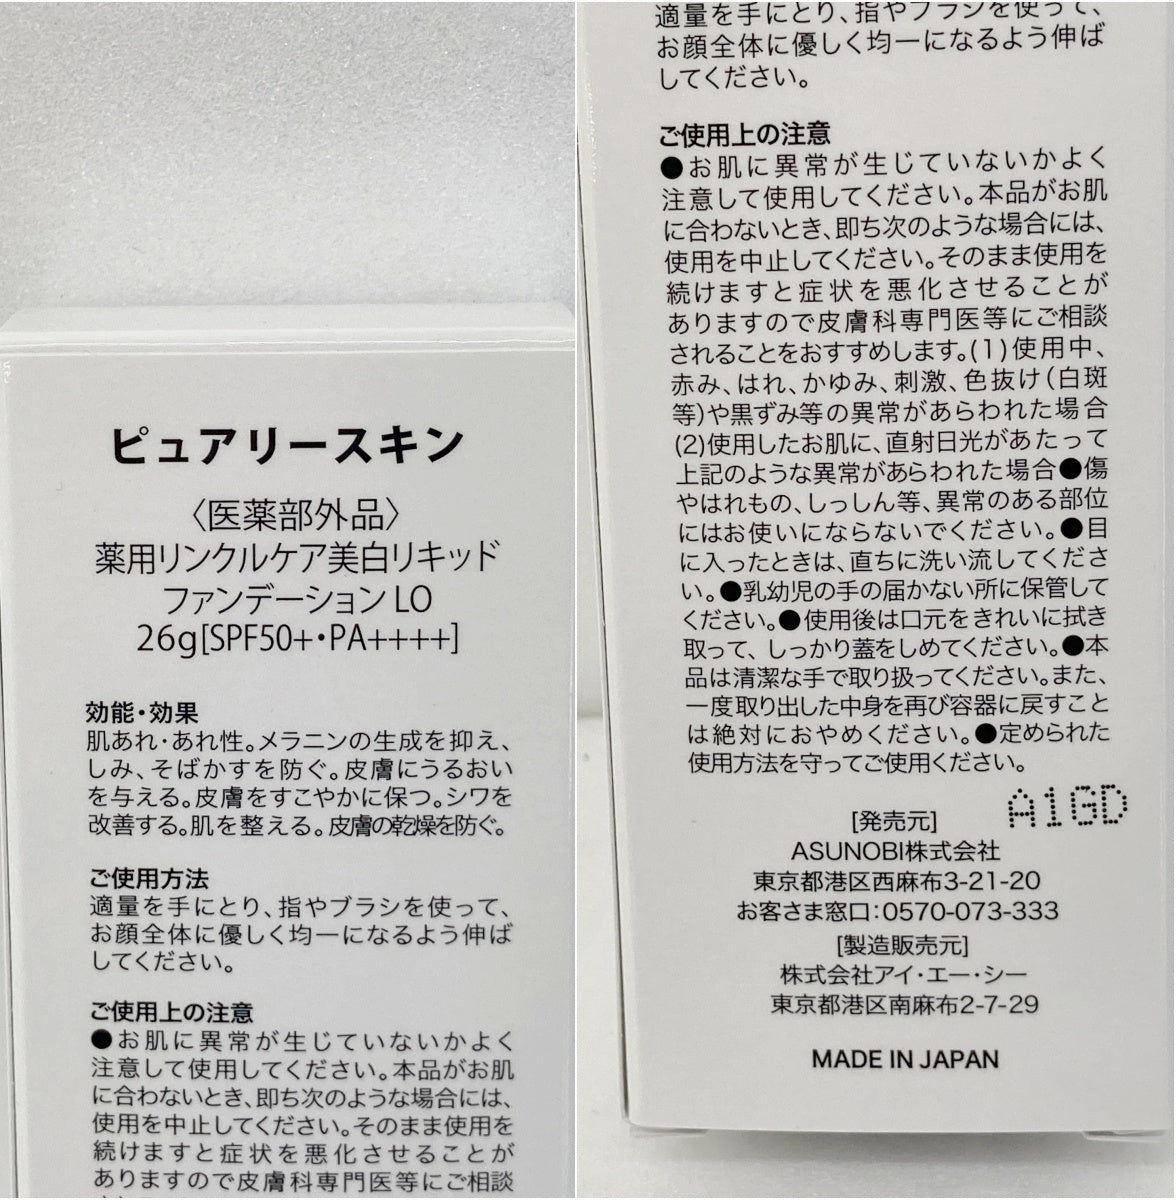 ピュアリースキン
〈医薬部外品〉
薬用リンクルケア美白リキッド
ファンデーション LO
26g[SPF50+・PA++++]
効能・効果
肌あれ・あれ性。メラニンの生成を抑え、
しみ、そばかすを防ぐ。皮膚にうるおい
を与える。皮膚をすこやかに保つ。シワを
改善する。肌を整える。皮膚の乾燥を防ぐ。
ご使用方法
適量を手にとり、指やブラシを使って、
お顔全体に優しく均一になるよう伸ば
してください。
ご使用上の注意
●お肌に異常が生じていないかよく
注意して使用してください。本品がお肌
に合わないとき、即ち次のような場合には、
使用を中止してください。そのまま使用を
続けますと症状を悪化させることが
ありますので皮膚科専門医等にご相談
適量を手にとり、指やブラシを使って、
お顔全体に優しく均一になるよう伸ば
してください。
ご使用上の注意
●お肌に異常が生じていないかよく
注意して使用してください。本品がお肌
に合わないとき、即ち次のような場合には、
使用を中止してください。そのまま使用を
続けますと症状を悪化させることが
ありますので皮膚科専門医等にご相談
されることをおすすめします。(1)使用中、
赤み、はれ、かゆみ、刺激、色抜け(白斑
等)や黒ずみ等の異常があらわれた場合
(2)使用したお肌に、直射日光があたって
上記のような異常があらわれた場合●傷
やはれもの、しっしん等、異常のある部位
にはお使いにならないでください。●目
に入ったときは、直ちに洗い流してくださ
い。●乳幼児の手の届かない所に保管して
ください。●使用後は口元をきれいに拭き
取って、しっかり蓋をしめてください。●本
品は清潔な手で取り扱ってください。また、
一度取り出した中身を再び容器に戻すこと
は絶対におやめください。●定められた
使用方法を守ってご使用ください。
A1GD
[発売元]
ASUNOBI株式会社
東京都港区西麻布3-21-20
お客さま窓口:0570-073-333
[製造販売元]
株式会社アイ・エー・シー
東京都港区南麻布2-7-29
MADE IN JAPAN